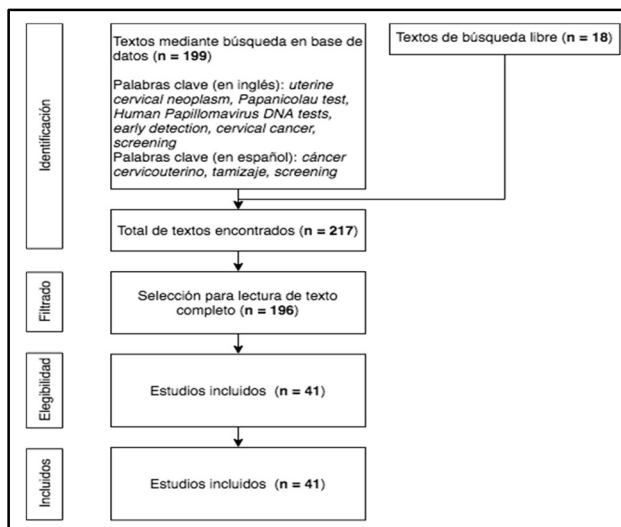 Identificación
Textos mediante búsqueda en base de
datos (n = 199)
Palabras clave (en inglés): uterine
cervical neoplasm, Papanicolau test,
Human Papillomavirus DNA tests,
early detection, cervical cancer,
screening
Palabras clave (en español): cáncer
cervicouterino, tamizaje, screening
Textos de búsqueda libre (n = 18)
Total de textos encontrados (n = 217)
Filtrado
Selección para lectura de texto
completo (n = 196)
Elegibilidad
Estudios incluidos (n = 41)
Incluidos
Estudios incluidos (n = 41)